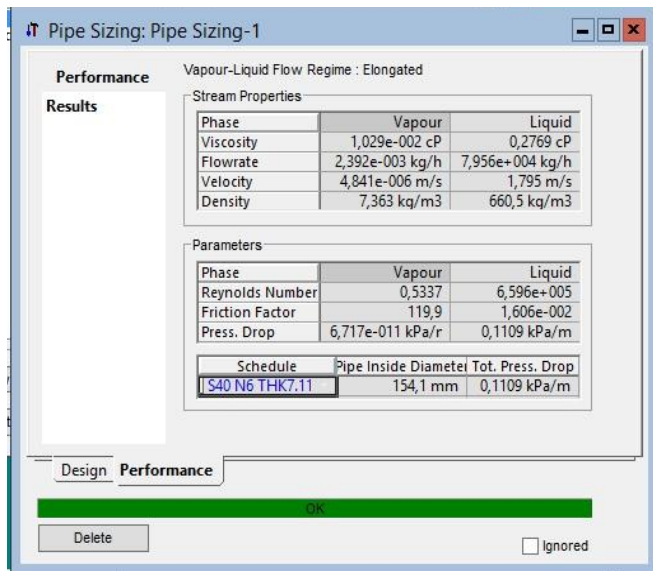 Pipe Sizing: Pipe Sizing-1
Performance
Results
Vapour-Liquid Flow Regime : Elongated
Stream Properties
Phase Vapour Liquid
Viscosity 1,029e-002 cP 0,2769 cP
Flowrate 2,392e-003 kg/h 7,956e+004 kg/h
Velocity 4,841e-006 m/s 1,795 m/s
Density 7,363 kg/m3 660,5 kg/m3
Parameters
Phase Vapour Liquid
Reynolds Number 0,5337 6,596e+005
Friction Factor 119,9 1,606e-002
Press. Drop 6,717e-011 kPa/r 0,1109 kPa/m
Schedule Pipe Inside Diamete Tot. Press. Drop
S40 N6 THK7.11 154,1 mm 0,1109 kPa/m
Design Performance
OK
Delete Ignored